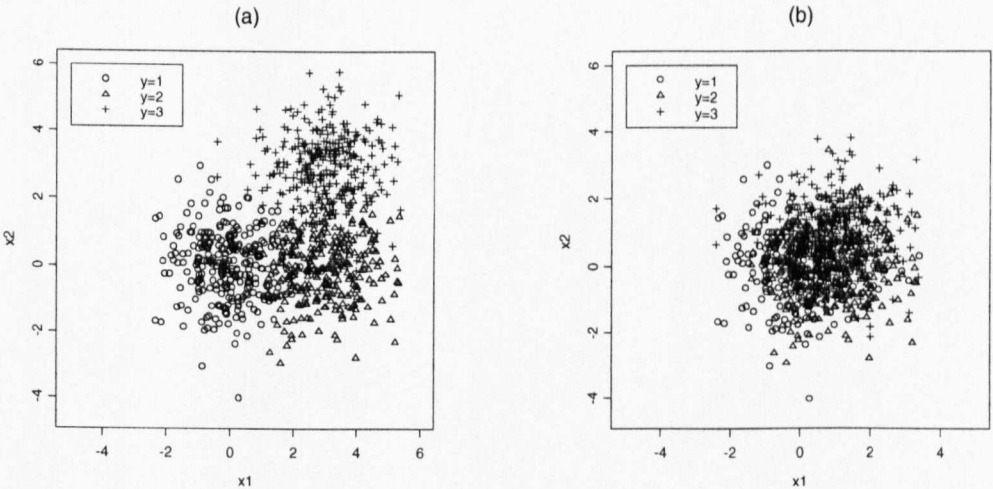 (a)
○ y=1
△ y=2
+ y=3
6
4
2
0
-2
-4
x2
-4 -2 0 2 4 6
x1
(b)
○ y=1
△ y=2
+ y=3
6
4
2
0
-2
-4
x2
-4 -2 0 2 4
x1